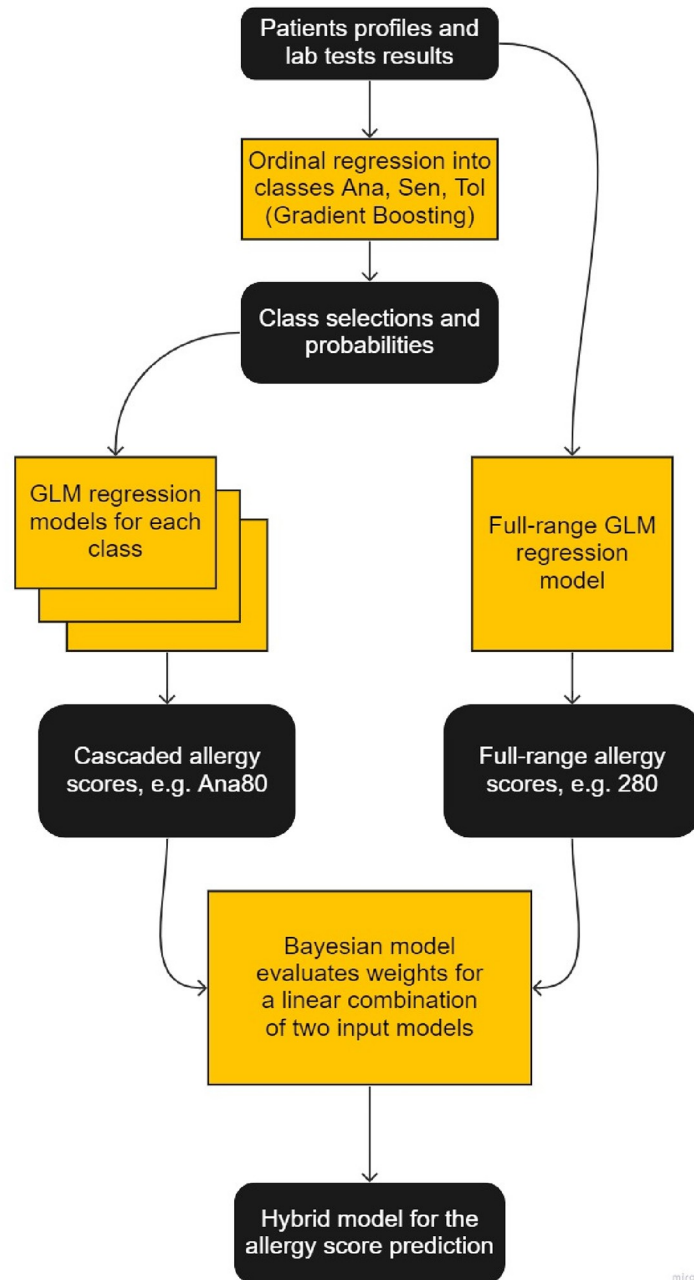 Patients profiles and
lab tests results
Ordinal regression into
classes Ana, Sen, Tol
(Gradient Boosting)
Class selections and
probabilities
GLM regression
models for each
class
Full-range GLM
regression
model
Cascaded allergy
scores, e.g. Ana80
Full-range allergy
scores, e.g. 280
Bayesian model
evaluates weights for
a linear combination
of two input models
Hybrid model for the
allergy score prediction